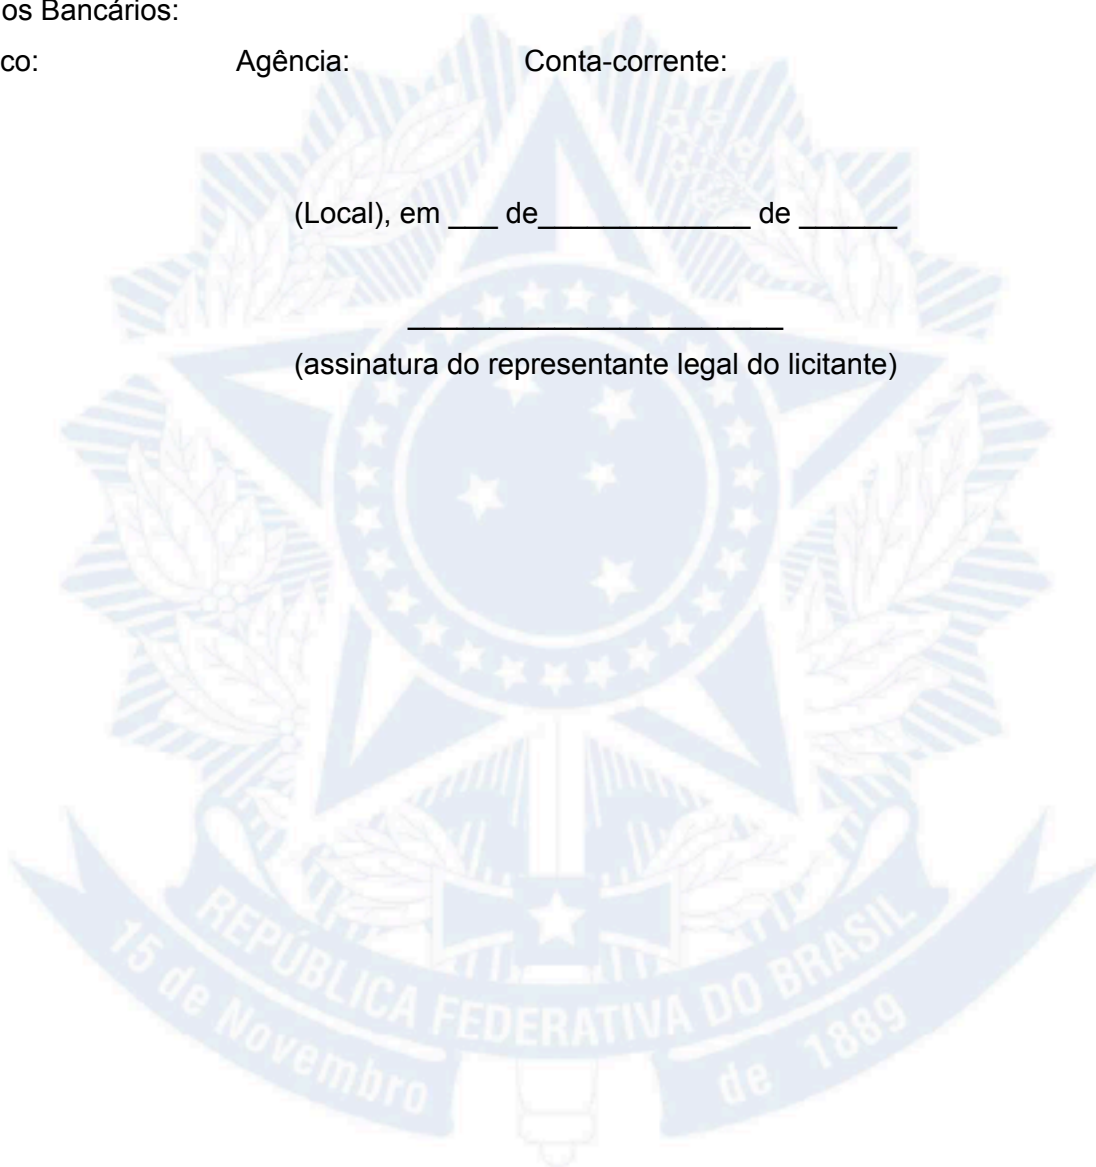 os Bancários:
co: Agência: Conta-corrente:
(Local), em ___ de_____________ de ______
_______________________
(assinatura do representante legal do licitante)
REPÚBLICA FEDERATIVA DO BRASIL
15 de Novembro de 1889